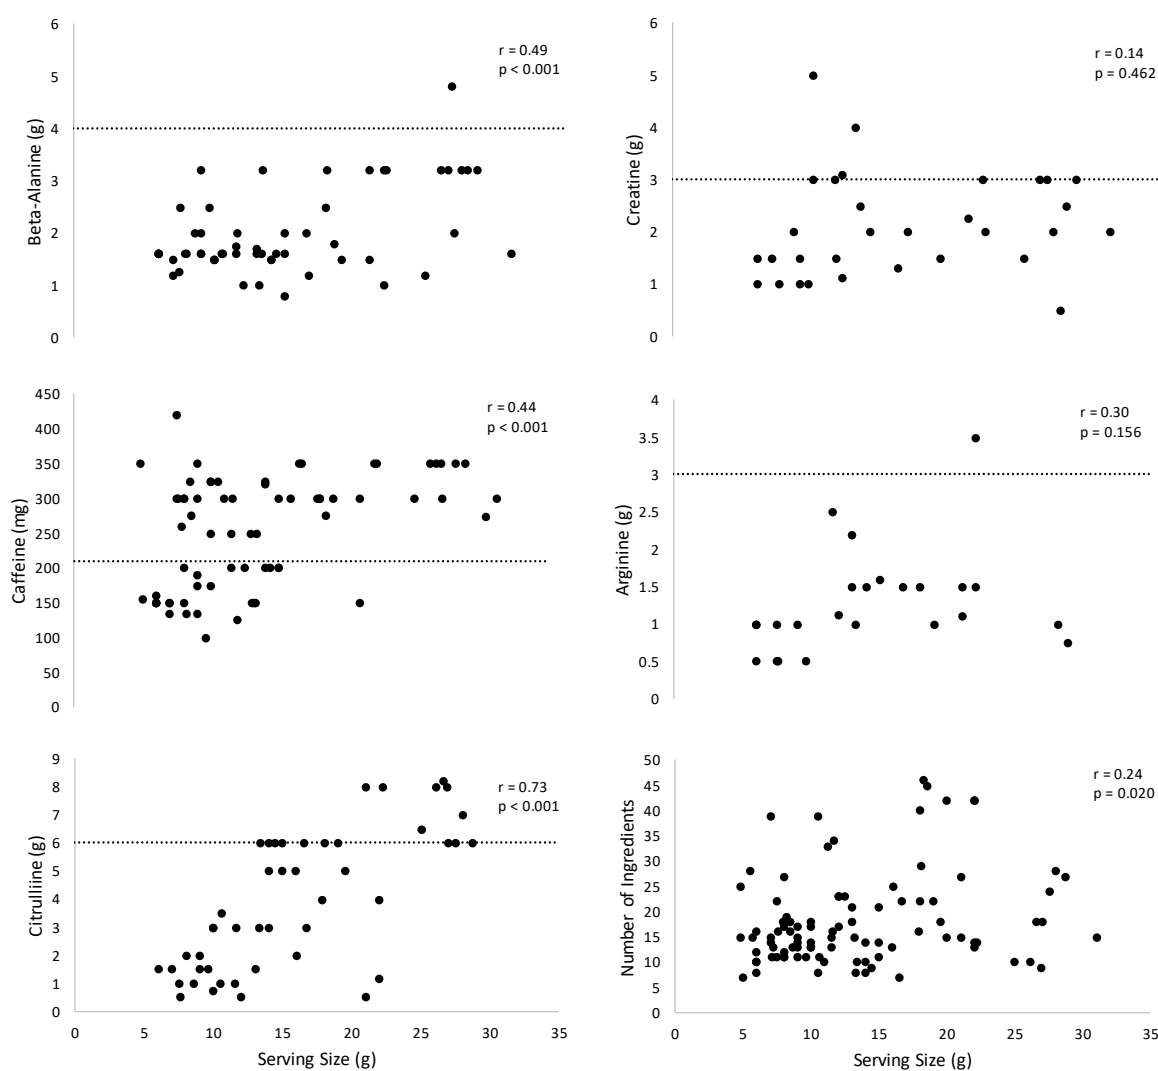 6
5
4
3
2
1
0
Beta-Alanine (g)
r = 0.49
p < 0.001
6
5
4
3
2
1
0
Creatine (g)
r = 0.14
p = 0.462
450
400
350
300
250
200
150
100
50
0
Caffeine (mg)
r = 0.44
p < 0.001
4
3.5
3
2.5
2
1.5
1
0.5
0
Arginine (g)
r = 0.30
p = 0.156
9
8
7
6
5
4
3
2
1
0
Citrulliine (g)
r = 0.73
p < 0.001
0 5 10 15 20 25 30 35
Serving Size (g)
50
45
40
35
30
25
20
15
10
5
0
Number of Ingredients
r = 0.24
p = 0.020
0 5 10 15 20 25 30 35
Serving Size (g)